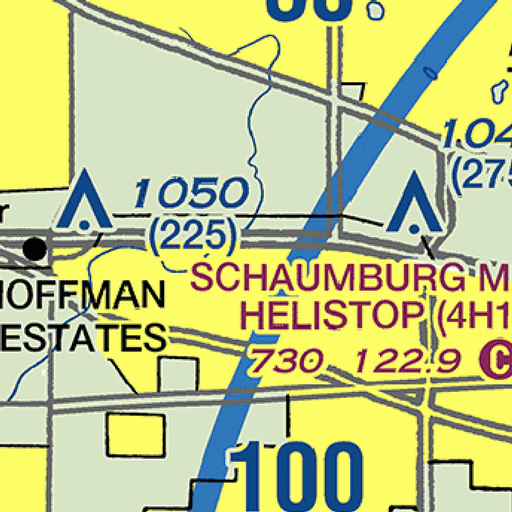 1050
(225)
HOFFMAN
ESTATES
SCHAUMBURG M
HELISTOP (4H1
730 122.9 C
100